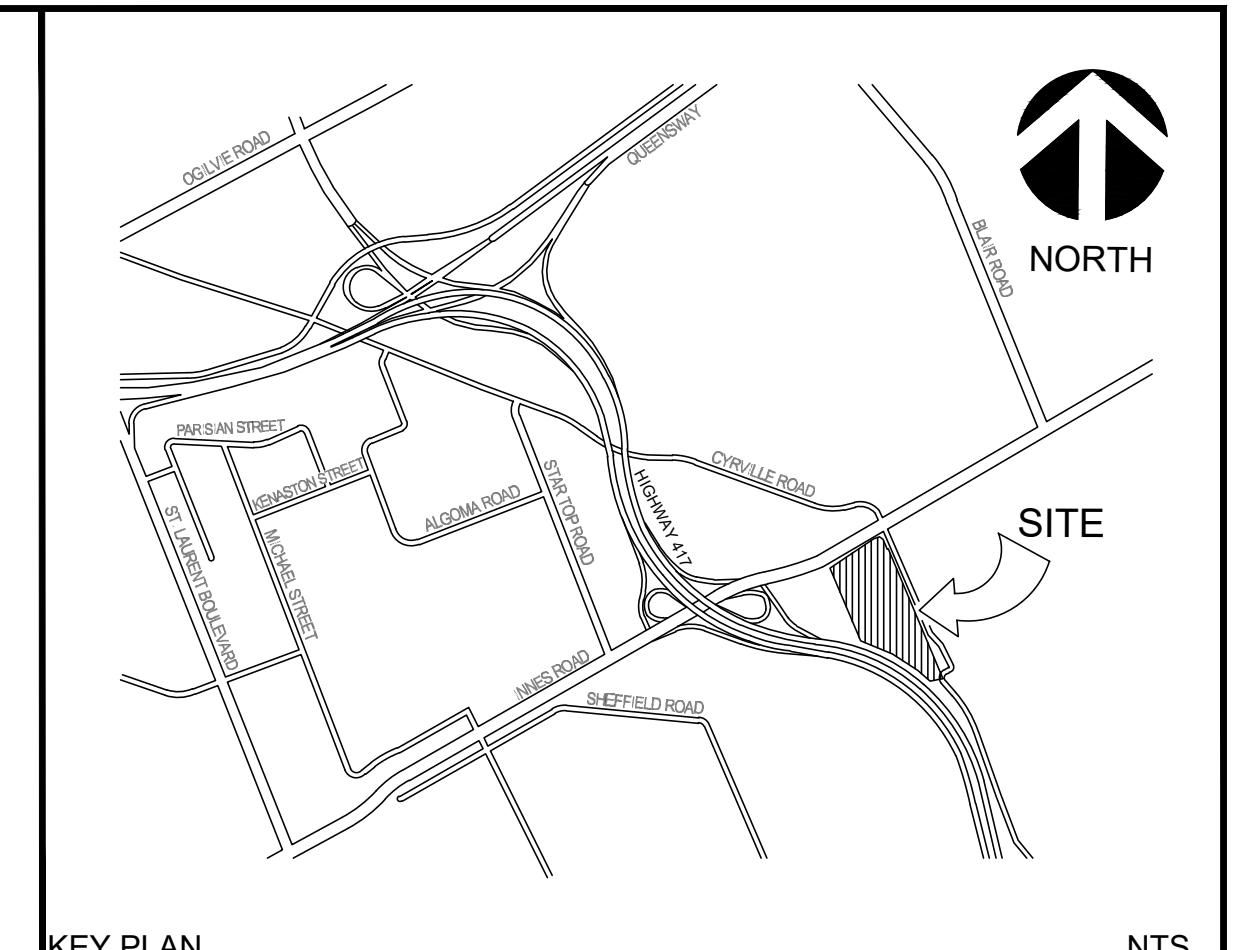 OGILVIE ROAD
QUEENSWAY
BLAIR ROAD
NORTH
PARISIAN STREET
KENASTON STREET
ALGOMA ROAD
STAR TOP ROAD
HIGHWAY 417
CYRVILLE ROAD
SITE
ST. LAURENT BOULEVARD
MICHAEL STREET
INNES ROAD
SHEFFIELD ROAD
KEY PLAN
NTS